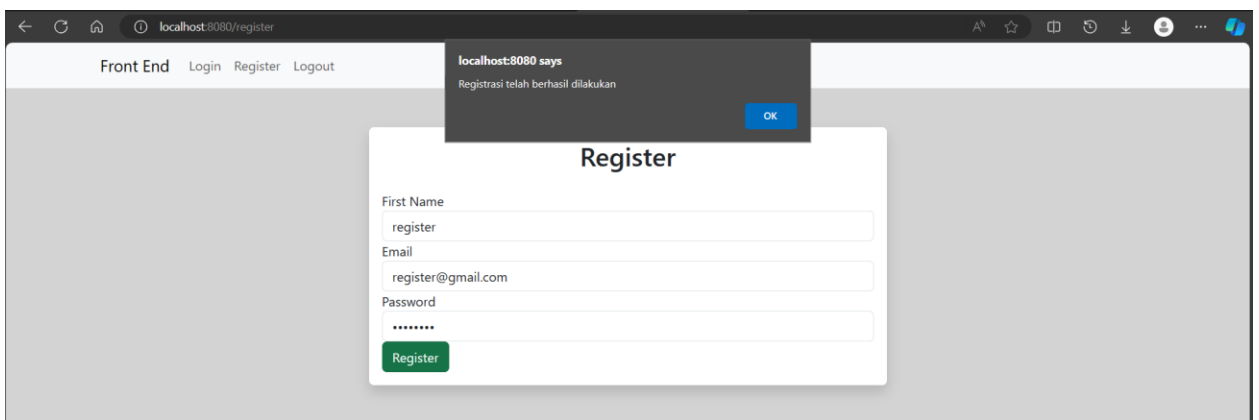 localhost:8080/register
Front End Login Register Logout
localhost:8080 says
Registrasi telah berhasil dilakukan
OK
Register
First Name
register
Email
register@gmail.com
Password
••••••••
Register